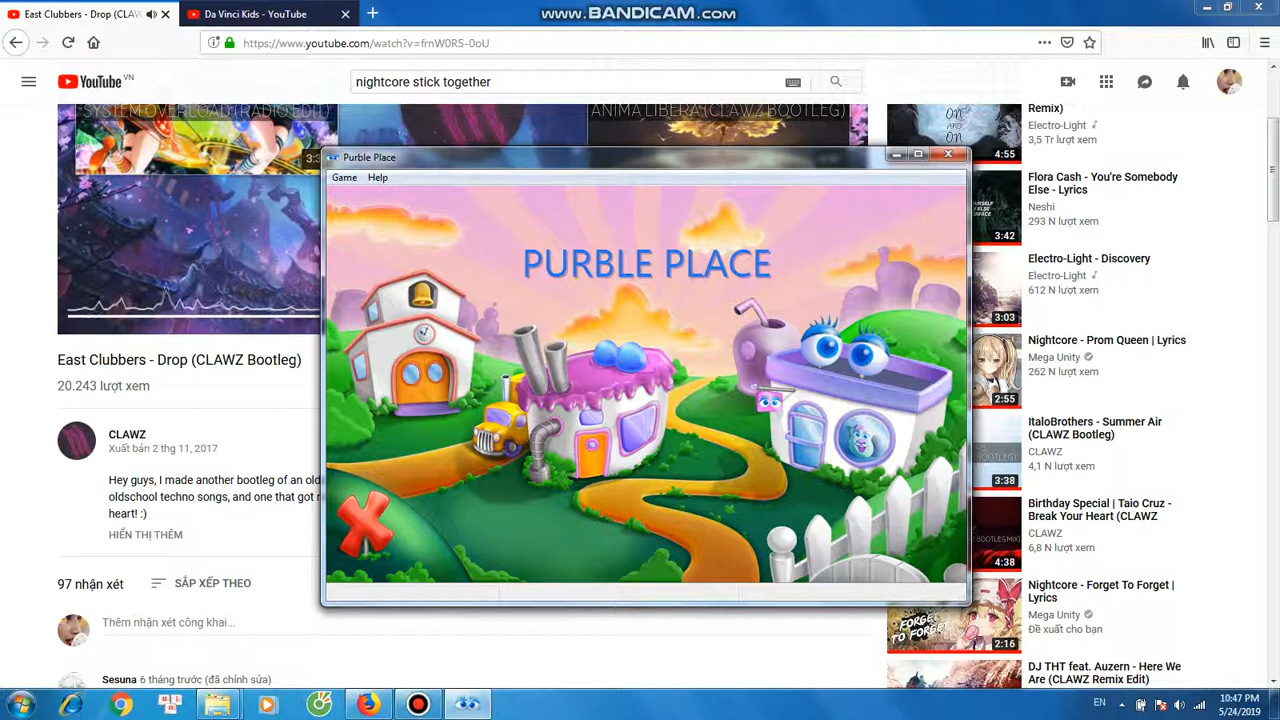 East Clubbers - Drop (CLAW
Da Vinci Kids - YouTube
www.BANDICAM.com
https://www.youtube.com/watch?v=frnW0R5-0oU
YouTube VN
nightcore stick together
SYSTEM OVERLOAD (RADIO EDIT)
ANIMA LIBERA (CLAWZ BOOTLEG)
3:3
East Clubbers - Drop (CLAWZ Bootleg)
20.243 lượt xem
CLAWZ
Xuất bản 2 thg 11, 2017
Hey guys, I made another bootleg of an old
oldschool techno songs, and one that got
heart! :)
HIỂN THỊ THÊM
97 nhận xét
SẮP XẾP THEO
Thêm nhận xét công khai...
Sesuna 6 tháng trước (đã chỉnh sửa)
Purble Place
Game Help
PURBLE PLACE
ON
AND
ON
4:55
Remix)
Electro-Light
3,5 Tr lượt xem
YOURSELF
ELSE
3:42
Flora Cash - You're Somebody
Else - Lyrics
Neshi
293 N lượt xem
3:03
Electro-Light - Discovery
Electro-Light
612 N lượt xem
2:55
Nightcore - Prom Queen | Lyrics
Mega Unity
262 N lượt xem
3:38
ItaloBrothers - Summer Air
(CLAWZ Bootleg)
CLAWZ
4,1 N lượt xem
4:38
Birthday Special | Taio Cruz -
Break Your Heart (CLAWZ
CLAWZ
6,8 N lượt xem
FORGET
TO FORGET
2:16
Nightcore - Forget To Forget |
Lyrics
Mega Unity
Đề xuất cho bạn
DJ THT feat. Auzern - Here We
Are (CLAWZ Remix Edit)
EN
10:47 PM
5/24/2019